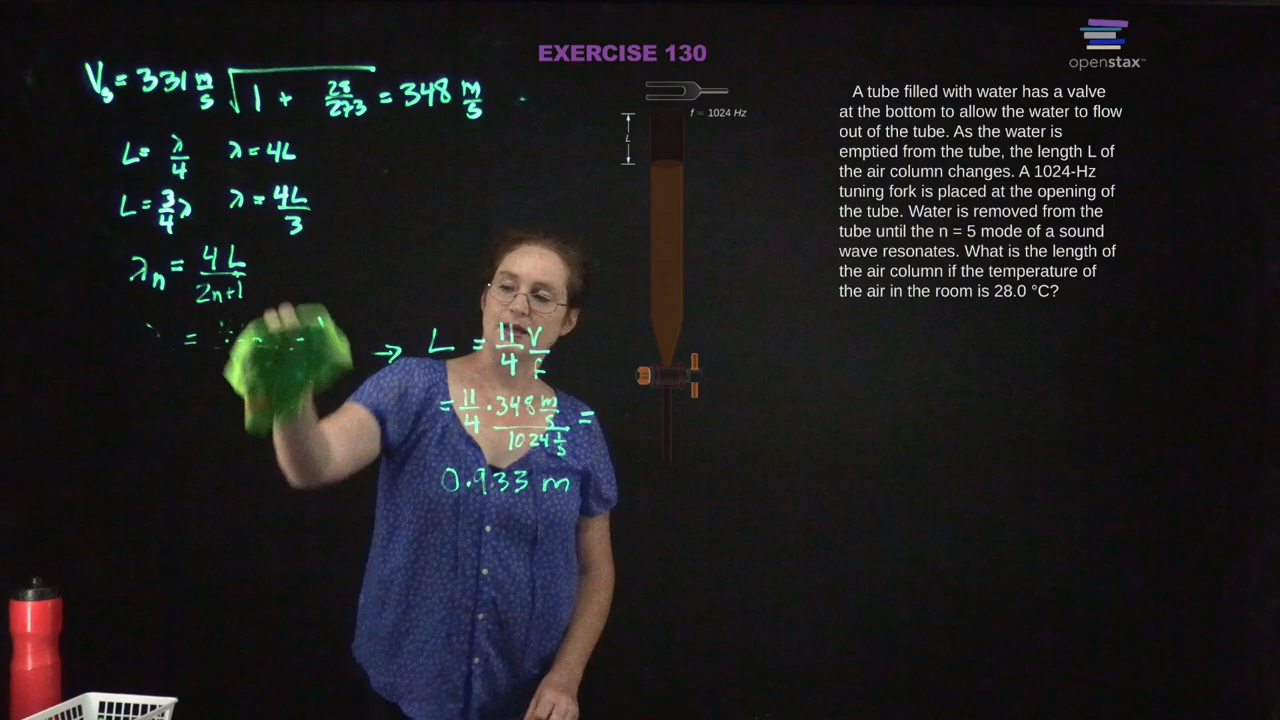 EXERCISE 130
openstax
V_s = 331 m/s √(1 + 28/273) = 348 m/s
L = λ/4 λ = 4L
L = 3/4 λ λ = 4L/3
λ_n = 4L/(2n+1)
→ L = 11/4 V/f
= 11/4 · 348 m/s / 1024 1/s =
0.933 m
f = 1024 Hz
L
A tube filled with water has a valve
at the bottom to allow the water to flow
out of the tube. As the water is
emptied from the tube, the length L of
the air column changes. A 1024-Hz
tuning fork is placed at the opening of
the tube. Water is removed from the
tube until the n = 5 mode of a sound
wave resonates. What is the length of
the air column if the temperature of
the air in the room is 28.0 °C?